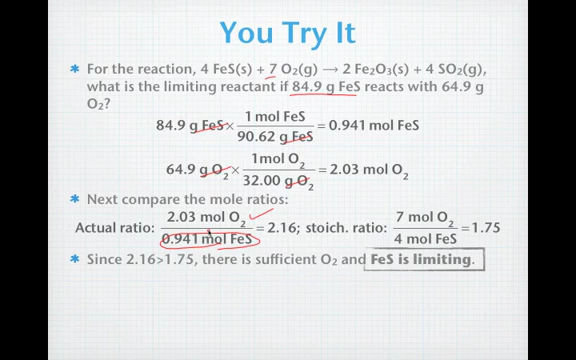 You Try It
* For the reaction, 4 FeS(s) + 7 O₂(g) → 2 Fe₂O₃(s) + 4 SO₂(g),
what is the limiting reactant if 84.9 g FeS reacts with 64.9 g
O₂?
84.9 g FeS × 1 mol FeS / 90.62 g FeS = 0.941 mol FeS
64.9 g O₂ × 1mol O₂ / 32.00 g O₂ = 2.03 mol O₂
* Next compare the mole ratios:
Actual ratio: 2.03 mol O₂ / 0.941 mol FeS = 2.16; stoich. ratio: 7 mol O₂ / 4 mol FeS = 1.75
* Since 2.16>1.75, there is sufficient O₂ and FeS is limiting.